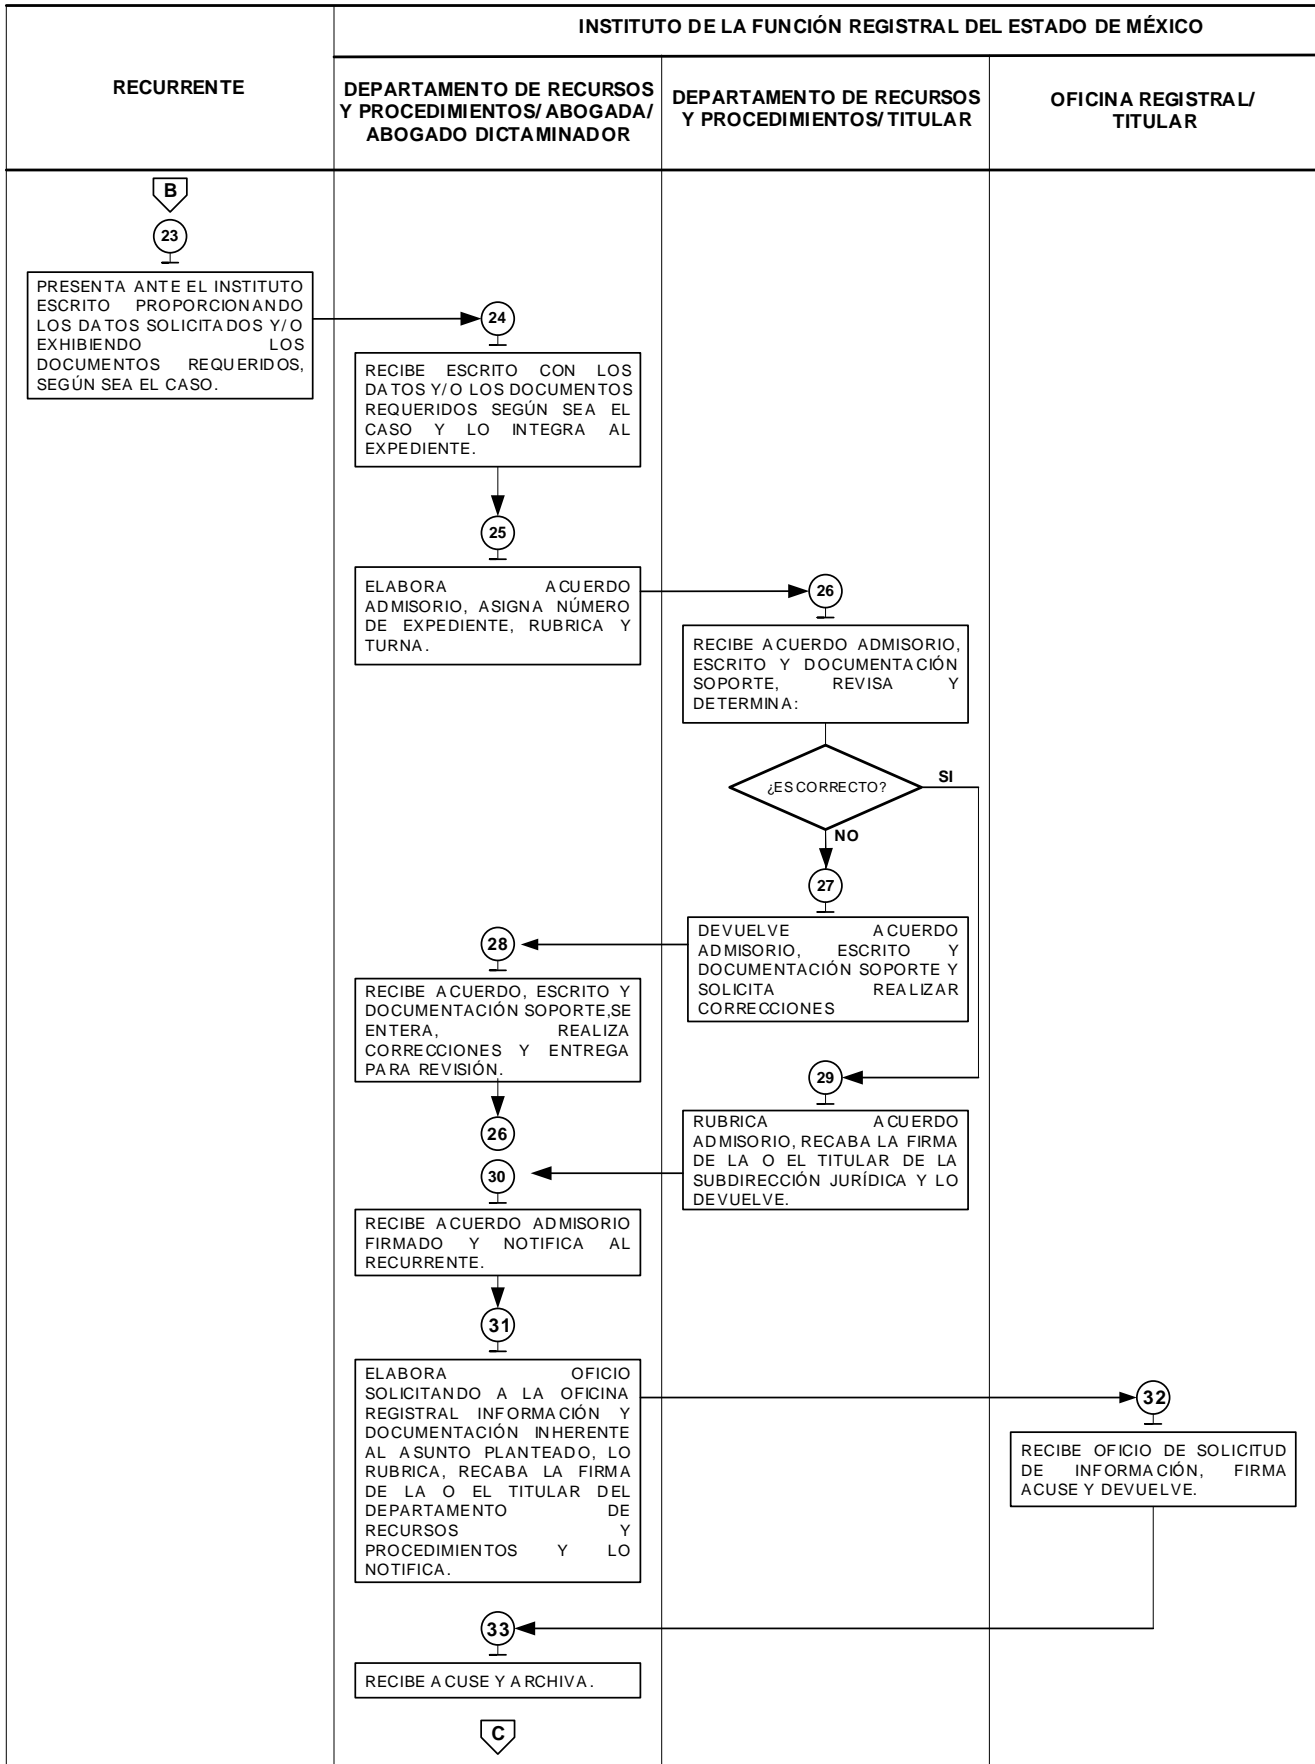 INSTITUTO DE LA FUNCIÓN REGISTRAL DEL ESTADO DE MÉXICO
RECURRENTE
DEPARTAMENTO DE RECURSOS
Y PROCEDIMIENTOS/ ABOGADA/
ABOGADO DICTAMINADOR
DEPARTAMENTO DE RECURSOS
Y PROCEDIMIENTOS/ TITULAR
OFICINA REGISTRAL/
TITULAR
B
23
PRESENTA ANTE EL INSTITUTO
ESCRITO PROPORCIONANDO
LOS DATOS SOLICITADOS Y/O
EXHIBIENDO LOS
DOCUMENTOS REQUERIDOS,
SEGÚN SEA EL CASO.
24
RECIBE ESCRITO CON LOS
DATOS Y/O LOS DOCUMENTOS
REQUERIDOS SEGÚN SEA EL
CASO Y LO INTEGRA AL
EXPEDIENTE.
25
ELABORA ACUERDO
ADMISORIO, ASIGNA NÚMERO
DE EXPEDIENTE, RUBRICA Y
TURNA.
26
RECIBE ACUERDO ADMISORIO,
ESCRITO Y DOCUMENTACIÓN
SOPORTE, REVISA Y
DETERMINA:
¿ES CORRECTO?
SI
NO
27
DEVUELVE ACUERDO
ADMISORIO, ESCRITO Y
DOCUMENTACIÓN SOPORTE Y
SOLICITA REALIZAR
CORRECCIONES
28
RECIBE ACUERDO, ESCRITO Y
DOCUMENTACIÓN SOPORTE,SE
ENTERA, REALIZA
CORRECCIONES Y ENTREGA
PARA REVISIÓN.
26
29
RUBRICA ACUERDO
ADMISORIO, RECABA LA FIRMA
DE LA O EL TITULAR DE LA
SUBDIRECCIÓN JURÍDICA Y LO
DEVUELVE.
30
RECIBE ACUERDO ADMISORIO
FIRMADO Y NOTIFICA AL
RECURRENTE.
31
ELABORA OFICIO
SOLICITANDO A LA OFICINA
REGISTRAL INFORMACIÓN Y
DOCUMENTACIÓN INHERENTE
AL ASUNTO PLANTEADO, LO
RUBRICA, RECABA LA FIRMA
DE LA O EL TITULAR DEL
DEPARTAMENTO DE
RECURSOS Y
PROCEDIMIENTOS Y LO
NOTIFICA.
32
RECIBE OFICIO DE SOLICITUD
DE INFORMACIÓN, FIRMA
ACUSE Y DEVUELVE.
33
RECIBE ACUSE Y ARCHIVA.
C